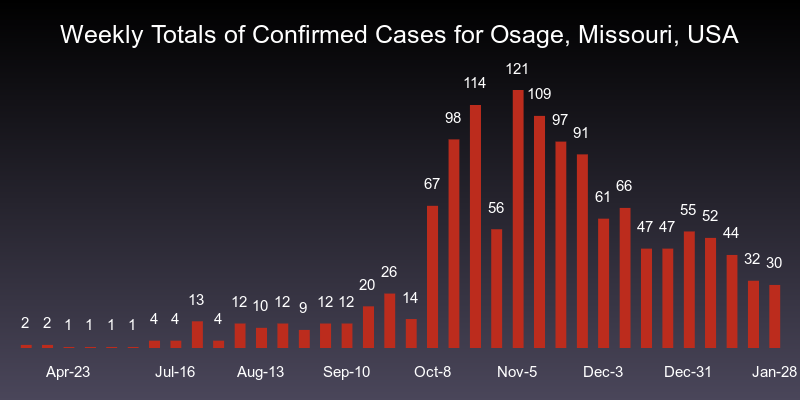 Weekly Totals of Confirmed Cases for Osage, Missouri, USA
2 2 1 1 1 1 4 4 13 4 12 10 12 9 12 12 20 26 14 67 98 114 56 121 109 97 91 61 66 47 47 55 52 44 32 30
Apr-23 Jul-16 Aug-13 Sep-10 Oct-8 Nov-5 Dec-3 Dec-31 Jan-28